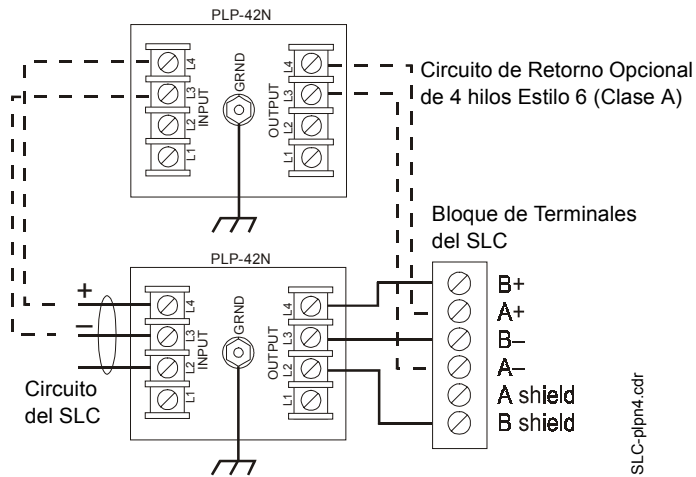 PLP-42N
L4
L3
L2
L1
INPUT
GRND
OUTPUT
L4
L3
L2
L1
Circuito de Retorno Opcional
de 4 hilos Estilo 6 (Clase A)
Bloque de Terminales
del SLC
PLP-42N
+
–
L4
L3
L2
L1
INPUT
GRND
OUTPUT
L4
L3
L2
L1
B+
A+
B–
A–
A shield
B shield
Circuito
del SLC
SLC-plpn4.cdr